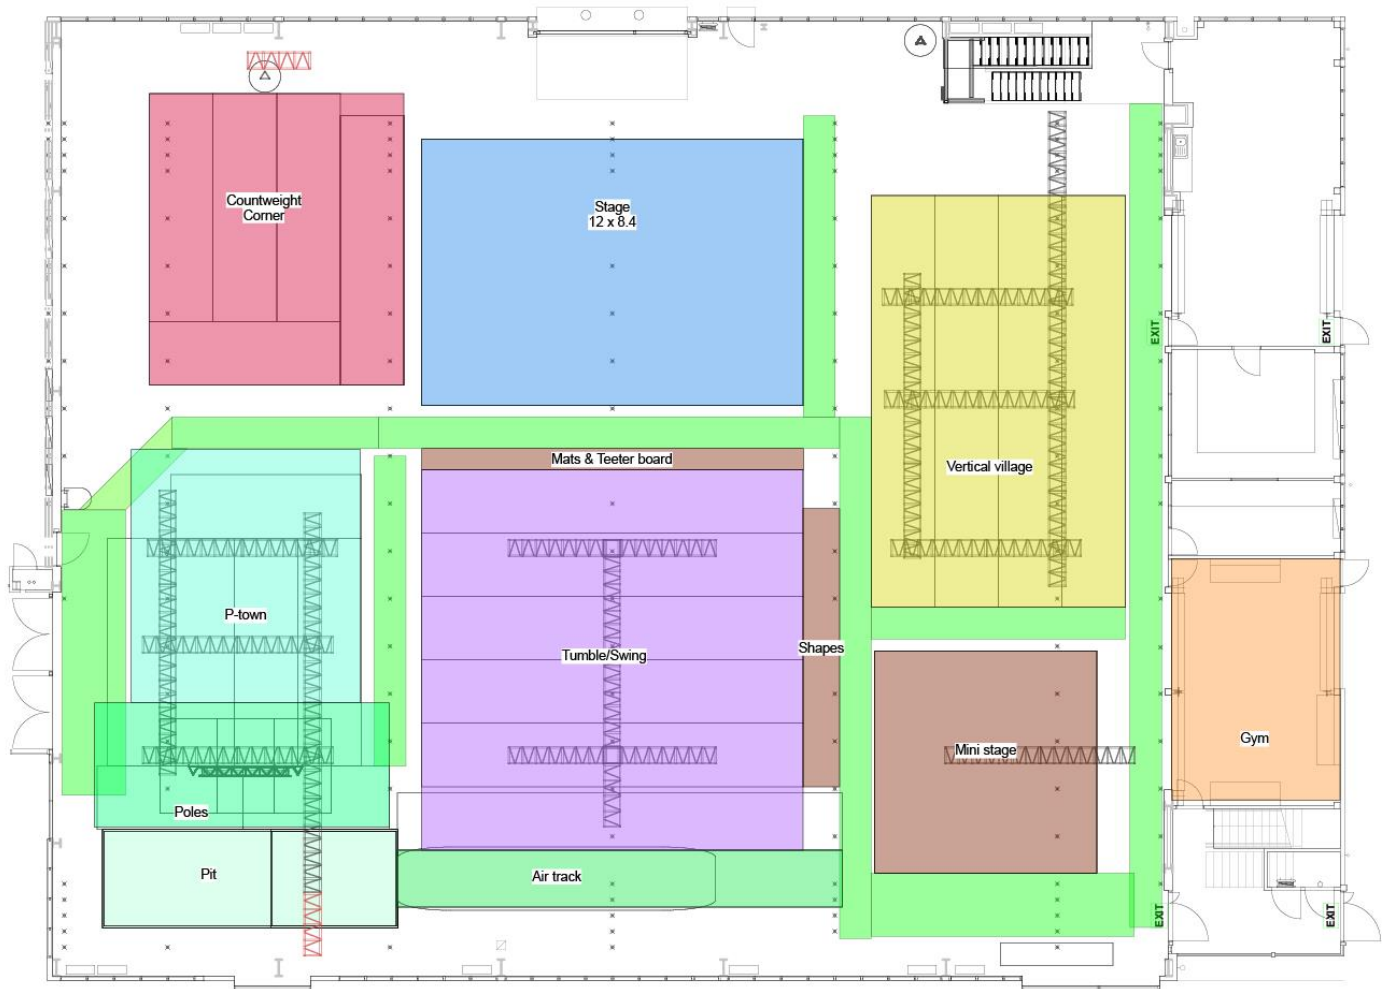 Countweight
Corner
Stage
12 x 8.4
EXIT
EXIT
Mats & Teeter board
Vertical village
P-town
Tumble/Swing
Shapes
Mini stage
Gym
Poles
Pit
Air track
EXIT
EXIT